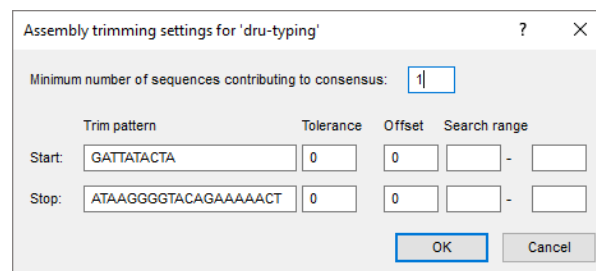 Assembly trimming settings for 'dru-typing' ? ×
Minimum number of sequences contributing to consensus: 1
Trim pattern Tolerance Offset Search range
Start: GATTATACTA 0 0 -
Stop: ATAAGGGGTACAGAAAAACT 0 0 -
OK Cancel